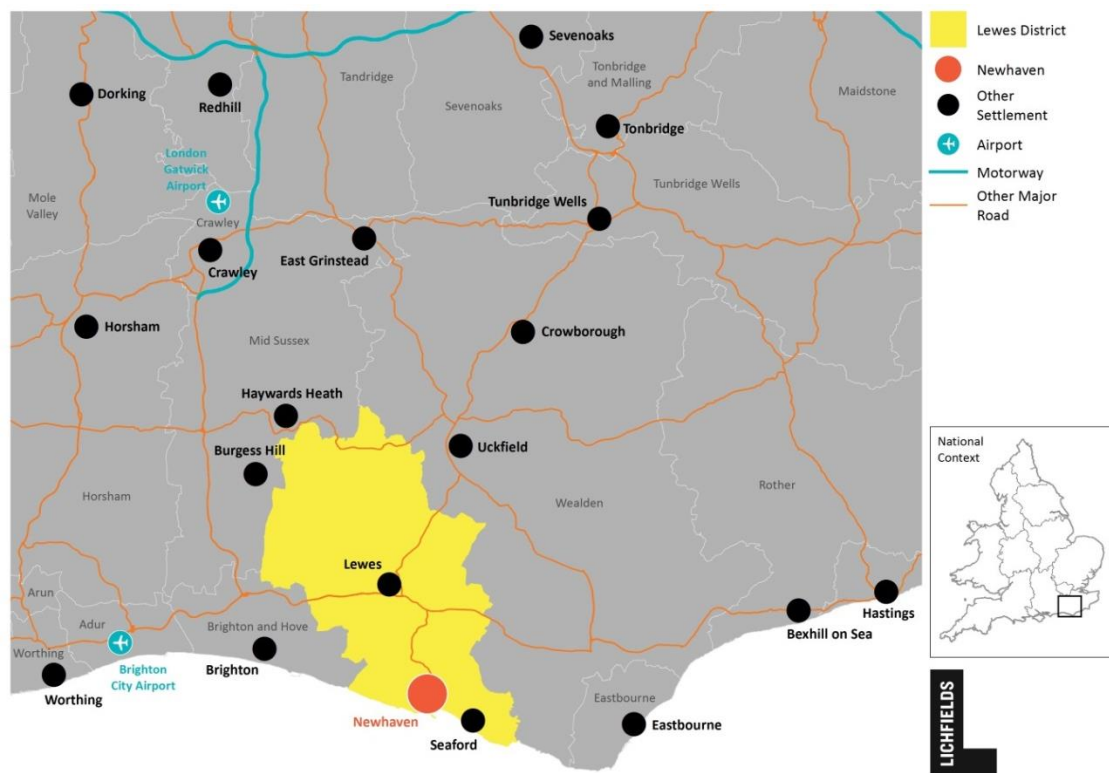 Sevenoaks
Tandridge
Tonbridge
and Malling
Dorking
Redhill
Sevenoaks
Maidstone
Tonbridge
London
Gatwick
Airport
Mole
Valley
Tunbridge Wells
Tunbridge Wells
Crawley
Crawley
East Grinstead
Horsham
Mid Sussex
Crowborough
Haywards Heath
Burgess Hill
Uckfield
Horsham
Wealden
Rother
Lewes
Arun
Adur
Worthing
Brighton and Hove
Brighton
Hastings
Bexhill on Sea
Brighton
City Airport
Worthing
Newhaven
Seaford
Eastbourne
Eastbourne
Lewes District
Newhaven
Other
Settlement
Airport
Motorway
Other Major
Road
National
Context
LICHFIELDS